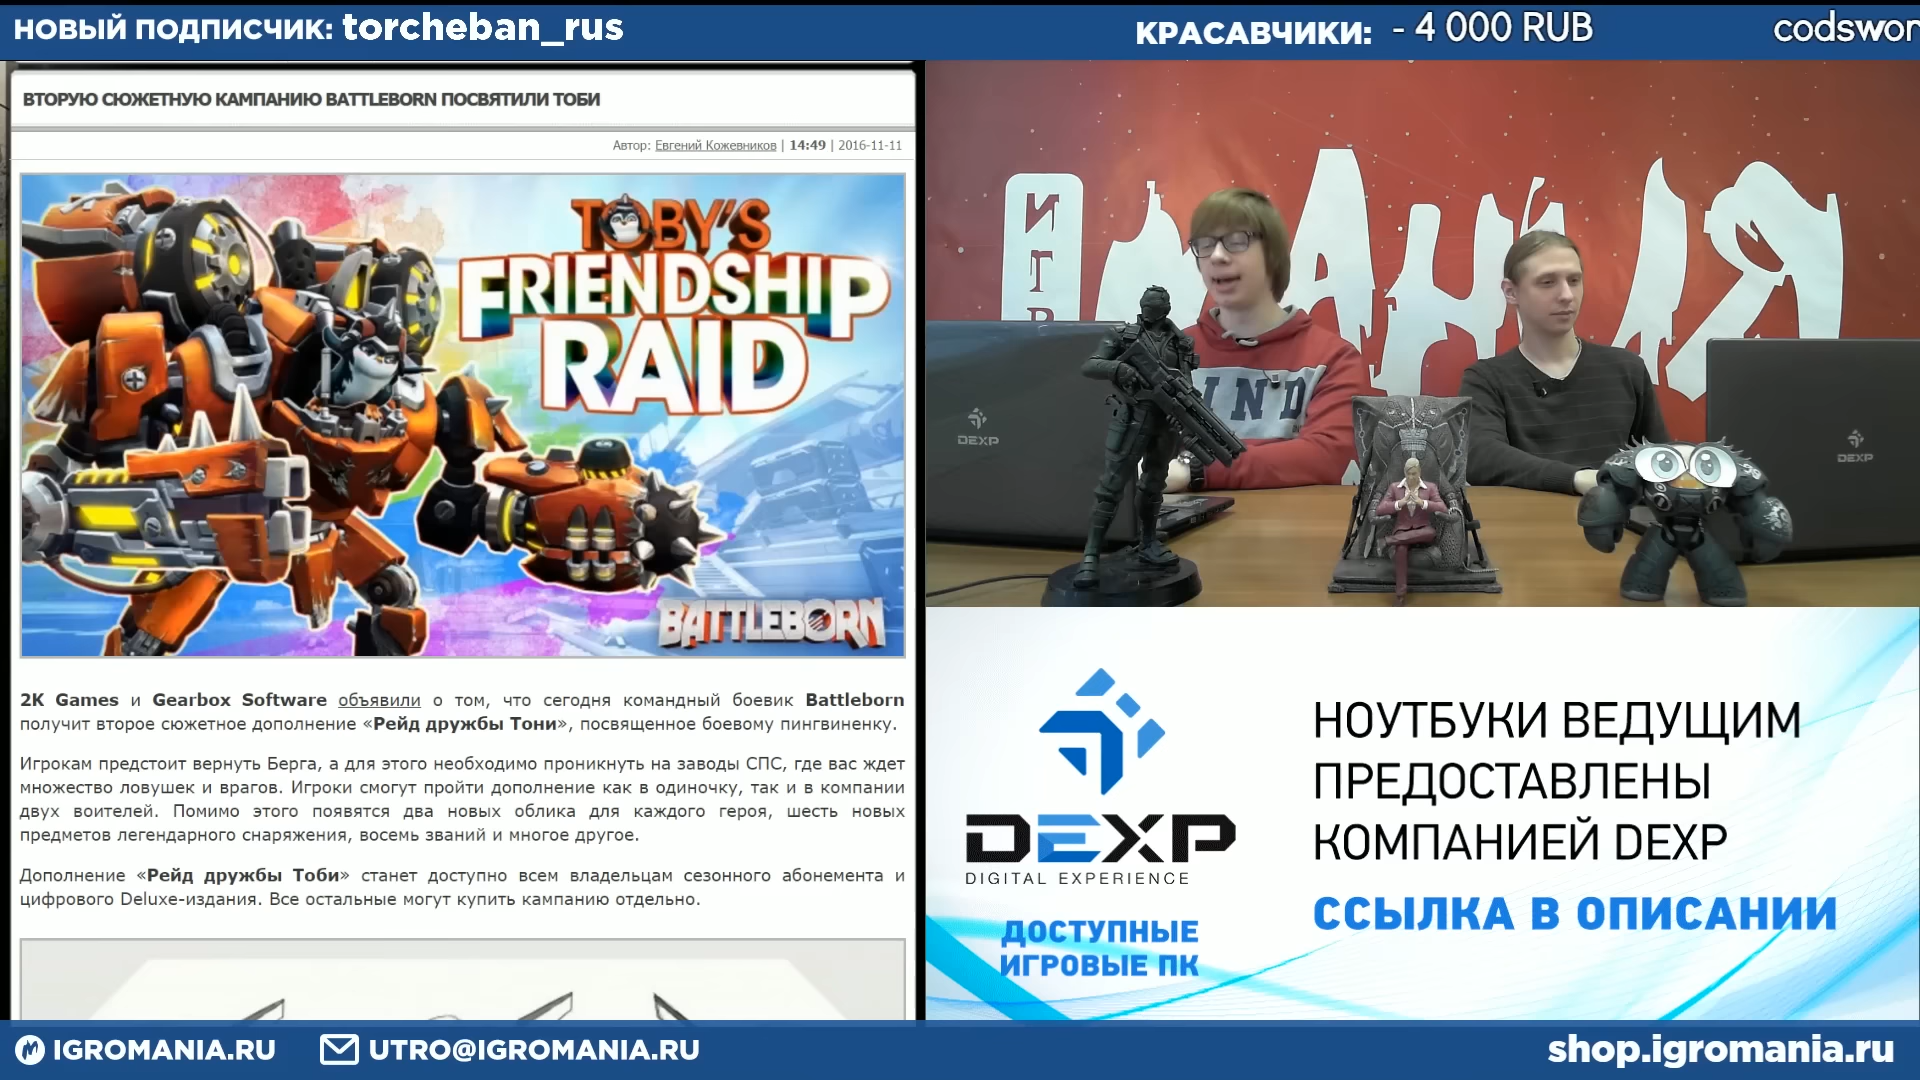 НОВЫЙ ПОДПИСЧИК: torcheban_rus
КРАСАВЧИКИ: - 4 000 RUB codswor
ВТОРУЮ СЮЖЕТНУЮ КАМПАНИЮ BATTLEBORN ПОСВЯТИЛИ ТОБИ
Автор: Евгений Кожевников | 14:49 | 2016-11-11
TOBY'S
FRIENDSHIP
RAID
BATTLEBORN
2K Games и Gearbox Software объявили о том, что сегодня командный боевик Battleborn
получит второе сюжетное дополнение «Рейд дружбы Тони», посвященное боевому пингвиненку.
Игрокам предстоит вернуть Берга, а для этого необходимо проникнуть на заводы СПС, где вас ждет
множество ловушек и врагов. Игроки смогут пройти дополнение как в одиночку, так и в компании
двух воителей. Помимо этого появятся два новых облика для каждого героя, шесть новых
предметов легендарного снаряжения, восемь званий и многое другое.
Дополнение «Рейд дружбы Тоби» станет доступно всем владельцам сезонного абонемента и
цифрового Deluxe-издания. Все остальные могут купить кампанию отдельно.
DEXP
DEXP
DEXP
DIGITAL EXPERIENCE
ДОСТУПНЫЕ
ИГРОВЫЕ ПК
НОУТБУКИ ВЕДУЩИМ
ПРЕДОСТАВЛЕНЫ
КОМПАНИЕЙ DEXP
ССЫЛКА В ОПИСАНИИ
IGROMANIA.RU
UTRO@IGROMANIA.RU
shop.igromania.ru